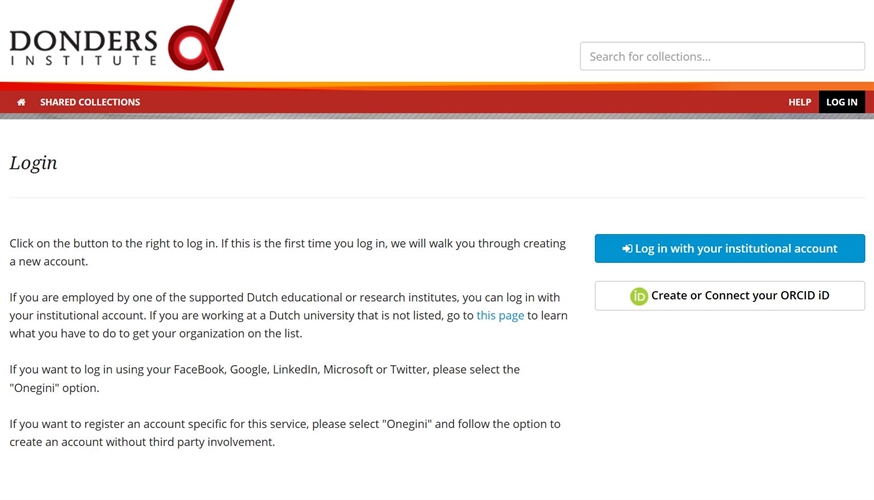 DONDERS
INSTITUTE
Search for collections...
SHARED COLLECTIONS
HELP
LOG IN
Login
Click on the button to the right to log in. If this is the first time you log in, we will walk you through creating
a new account.
If you are employed by one of the supported Dutch educational or research institutes, you can log in with
your institutional account. If you are working at a Dutch university that is not listed, go to this page to learn
what you have to do to get your organization on the list.
If you want to log in using your FaceBook, Google, LinkedIn, Microsoft or Twitter, please select the
"Onegini" option.
If you want to register an account specific for this service, please select "Onegini" and follow the option to
create an account without third party involvement.
Log in with your institutional account
iD Create or Connect your ORCID iD